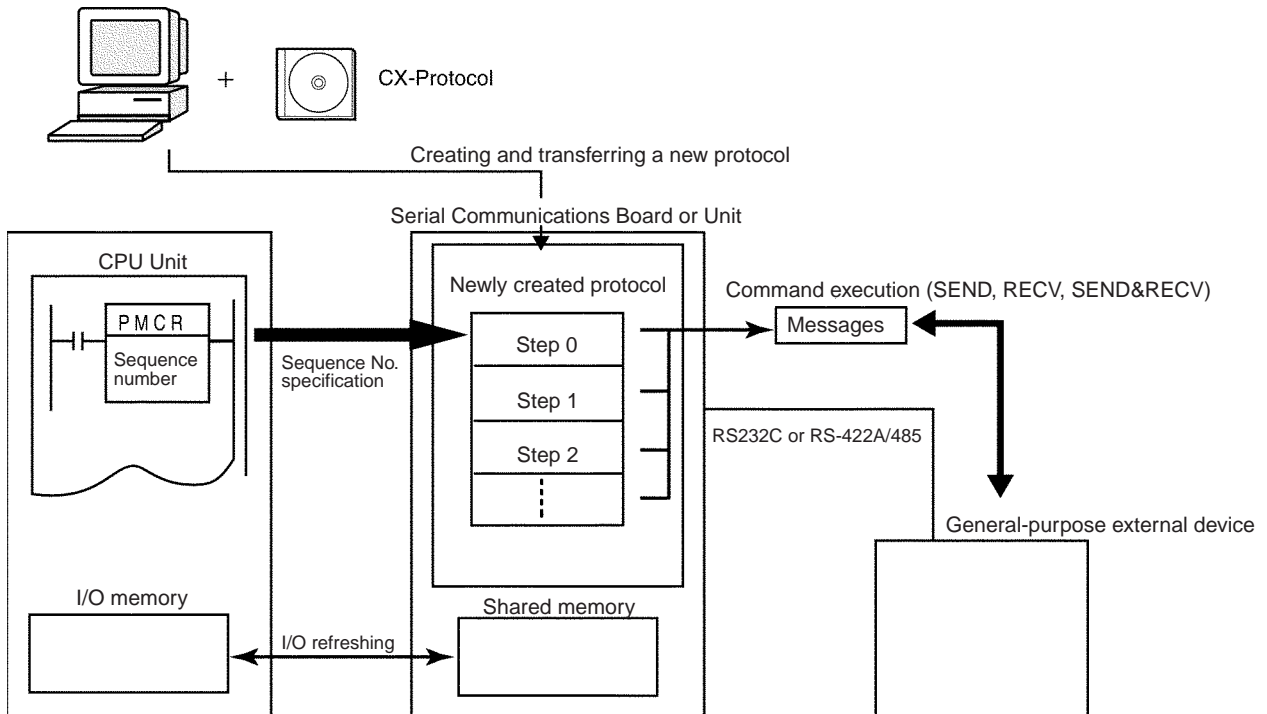 +
CX-Protocol
Creating and transferring a new protocol
Serial Communications Board or Unit
CPU Unit
PMCR
Sequence
number
Sequence No.
specification
Newly created protocol
Step 0
Step 1
Step 2
Command execution (SEND, RECV, SEND&RECV)
Messages
RS232C or RS-422A/485
General-purpose external device
I/O memory
I/O refreshing
Shared memory